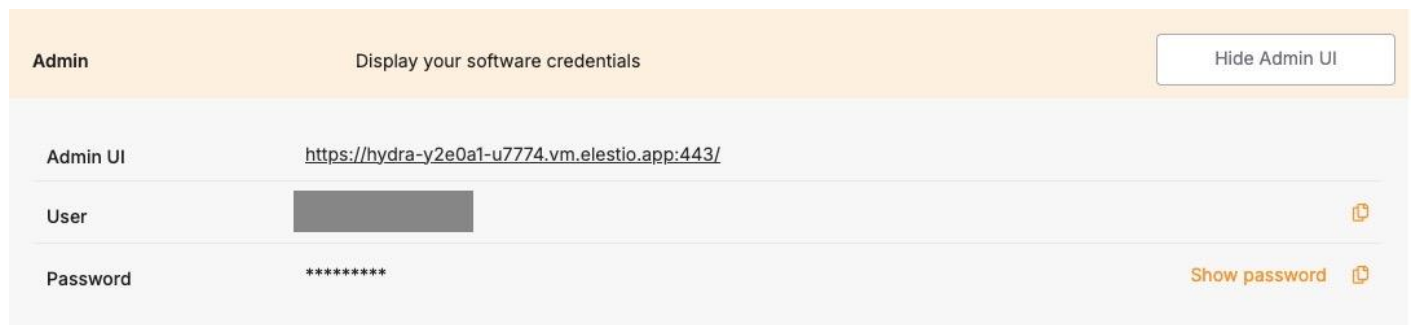 Admin Display your software credentials Hide Admin UI
Admin UI https://hydra-y2e0a1-u7774.vm.elestio.app:443/
User
Password ********* Show password